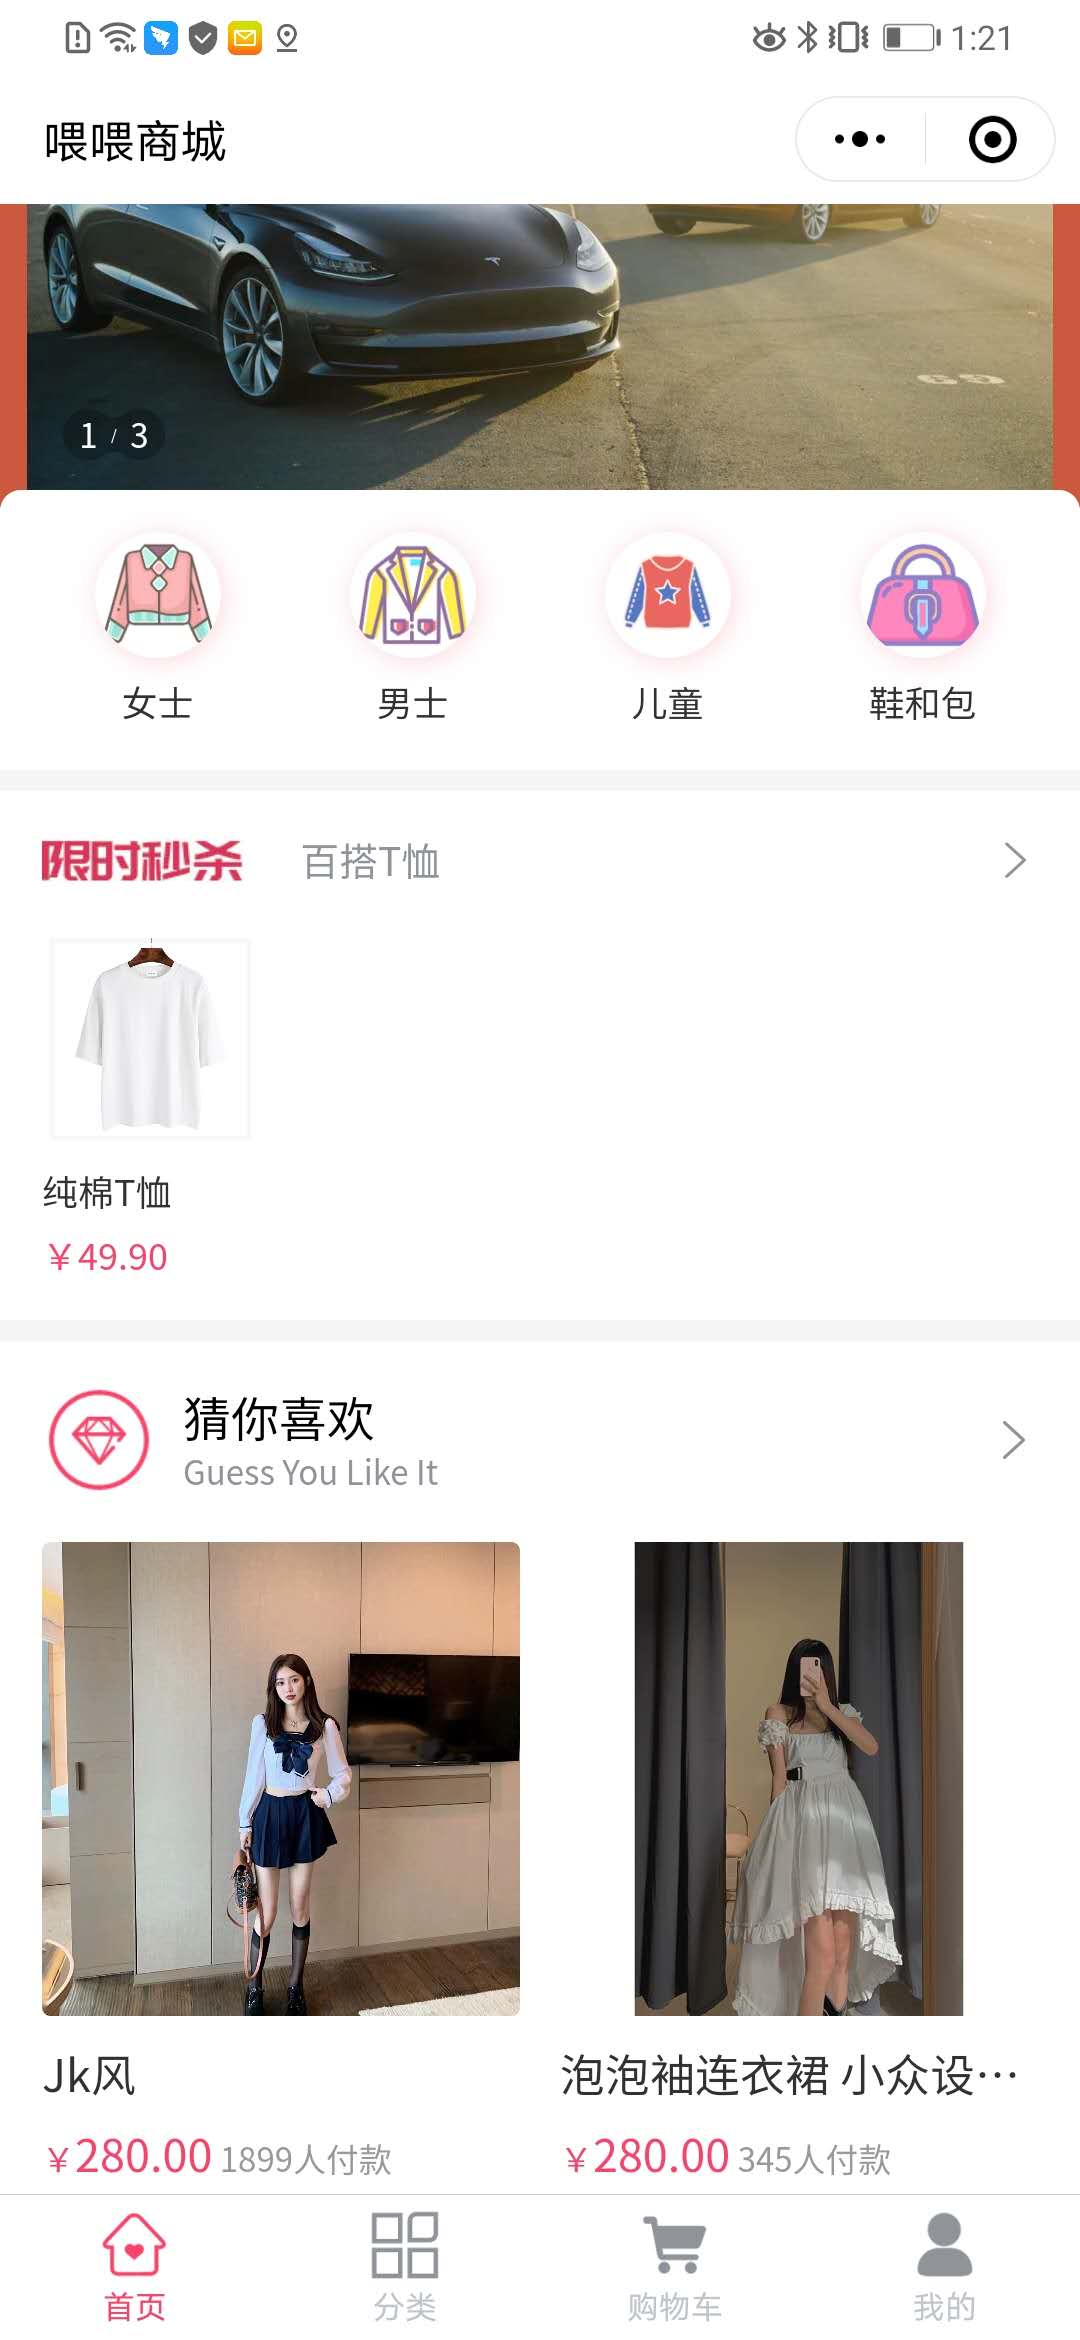 1:21
喂喂商城
69
1 / 3
女士
男士
儿童
鞋和包
限时秒杀
百搭T恤
纯棉T恤
￥49.90
猜你喜欢
Guess You Like It
Jk风
泡泡袖连衣裙 小众设…
￥280.00 1899人付款
￥280.00 345人付款
首页
分类
购物车
我的